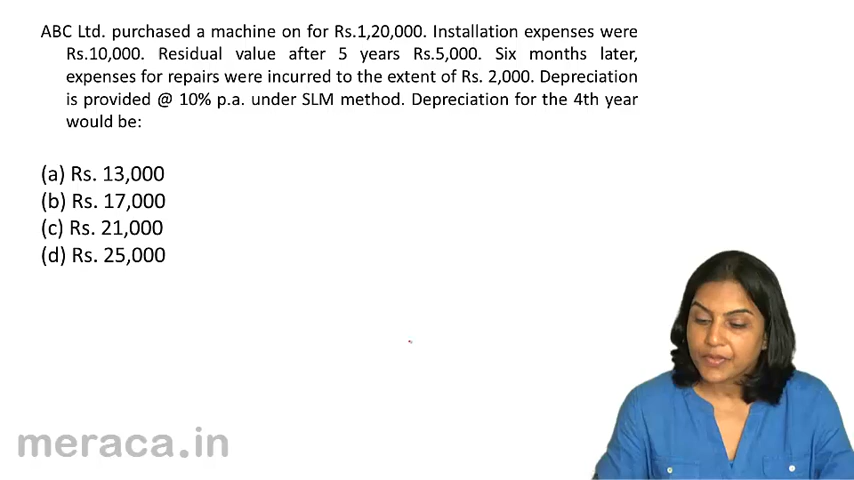 ABC Ltd. purchased a machine on for Rs.1,20,000. Installation expenses were
Rs.10,000. Residual value after 5 years Rs.5,000. Six months later,
expenses for repairs were incurred to the extent of Rs. 2,000. Depreciation
is provided @ 10% p.a. under SLM method. Depreciation for the 4th year
would be:
(a) Rs. 13,000
(b) Rs. 17,000
(c) Rs. 21,000
(d) Rs. 25,000
meraca.in